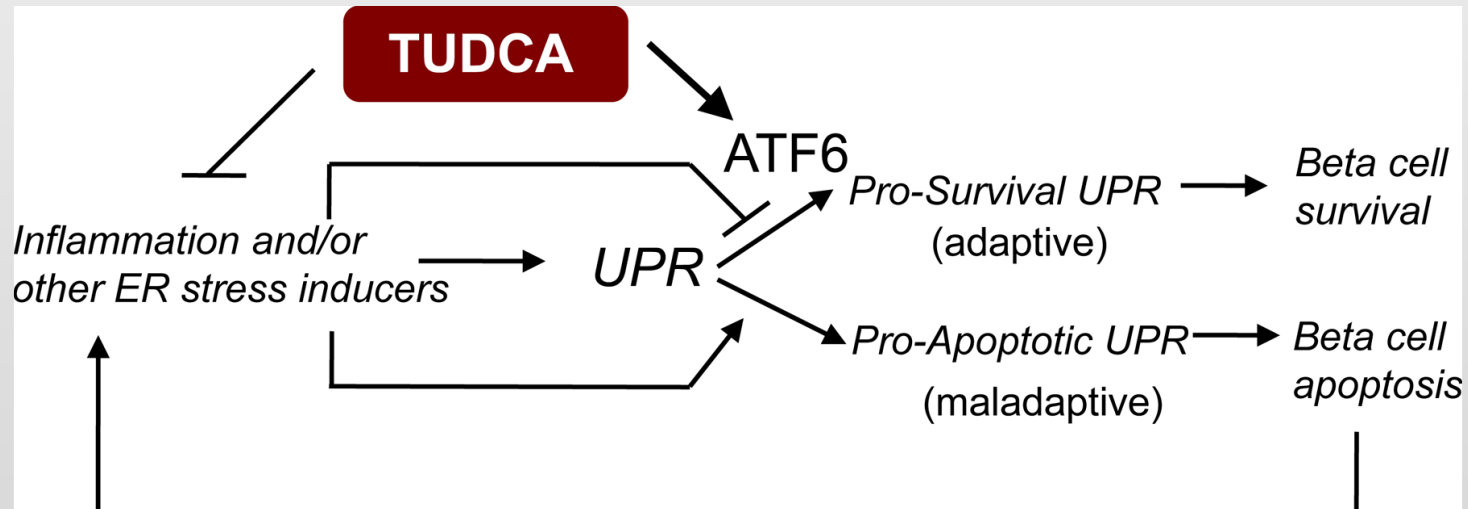 TUDCA
ATF6
Pro-Survival UPR
(adaptive)
Beta cell
survival
Inflammation and/or
other ER stress inducers
UPR
Pro-Apoptotic UPR
(maladaptive)
Beta cell
apoptosis